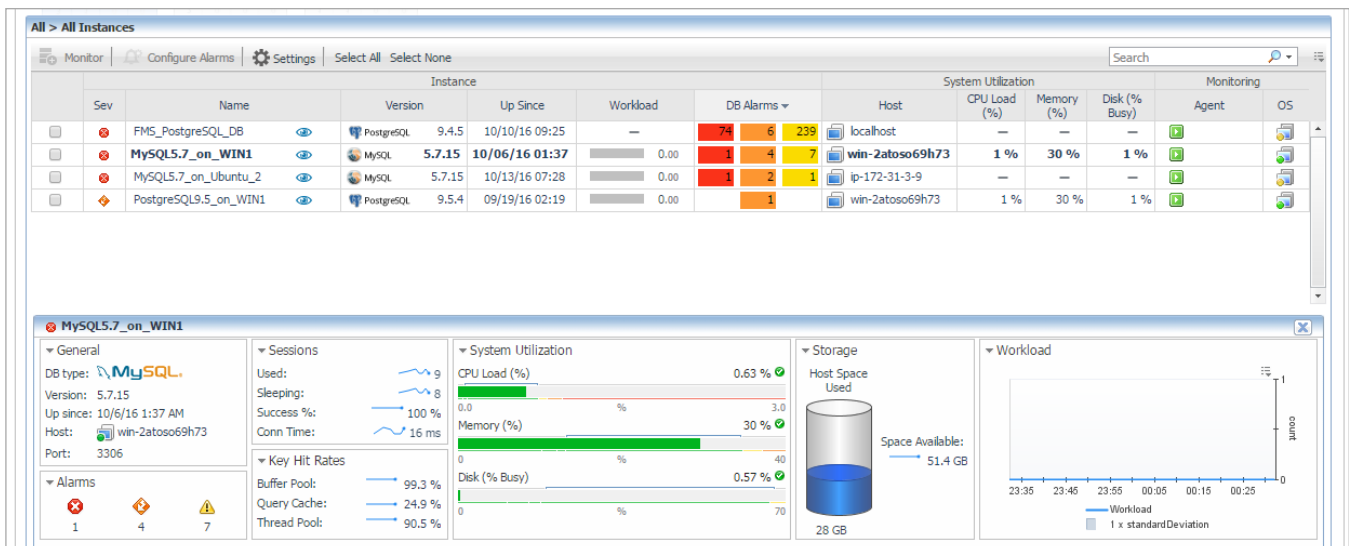 All > All Instances
Monitor Configure Alarms Settings Select All Select None Search
Instance System Utilization Monitoring
Sev Name Version Up Since Workload DB Alarms Host CPU Load (%) Memory (%) Disk (% Busy) Agent OS
FMS_PostgreSQL_DB PostgreSQL 9.4.5 10/10/16 09:25 — 74 6 239 localhost — — —
MySQL5.7_on_WIN1 MySQL 5.7.15 10/06/16 01:37 0.00 1 4 7 win-2atoso69h73 1 % 30 % 1 %
MySQL5.7_on_Ubuntu_2 MySQL 5.7.15 10/13/16 07:28 0.00 1 2 1 ip-172-31-3-9 — — —
PostgreSQL9.5_on_WIN1 PostgreSQL 9.5.4 09/19/16 02:19 0.00 1 win-2atoso69h73 1 % 30 % 1 %
MySQL5.7_on_WIN1
General
DB type: MySQL
Version: 5.7.15
Up since: 10/6/16 1:37 AM
Host: win-2atoso69h73
Port: 3306
Alarms
1 4 7
Sessions
Used: 9
Sleeping: 8
Success %: 100 %
Conn Time: 16 ms
Key Hit Rates
Buffer Pool: 99.3 %
Query Cache: 24.9 %
Thread Pool: 90.5 %
System Utilization
CPU Load (%) 0.63 %
0.0 % 3.0
Memory (%) 30 %
0 % 40
Disk (% Busy) 0.57 %
0 % 70
Storage
Host Space
Used
Space Available:
51.4 GB
28 GB
Workload
1
count
0
23:35 23:45 23:55 00:05 00:15 00:25
Workload
1 x standardDeviation